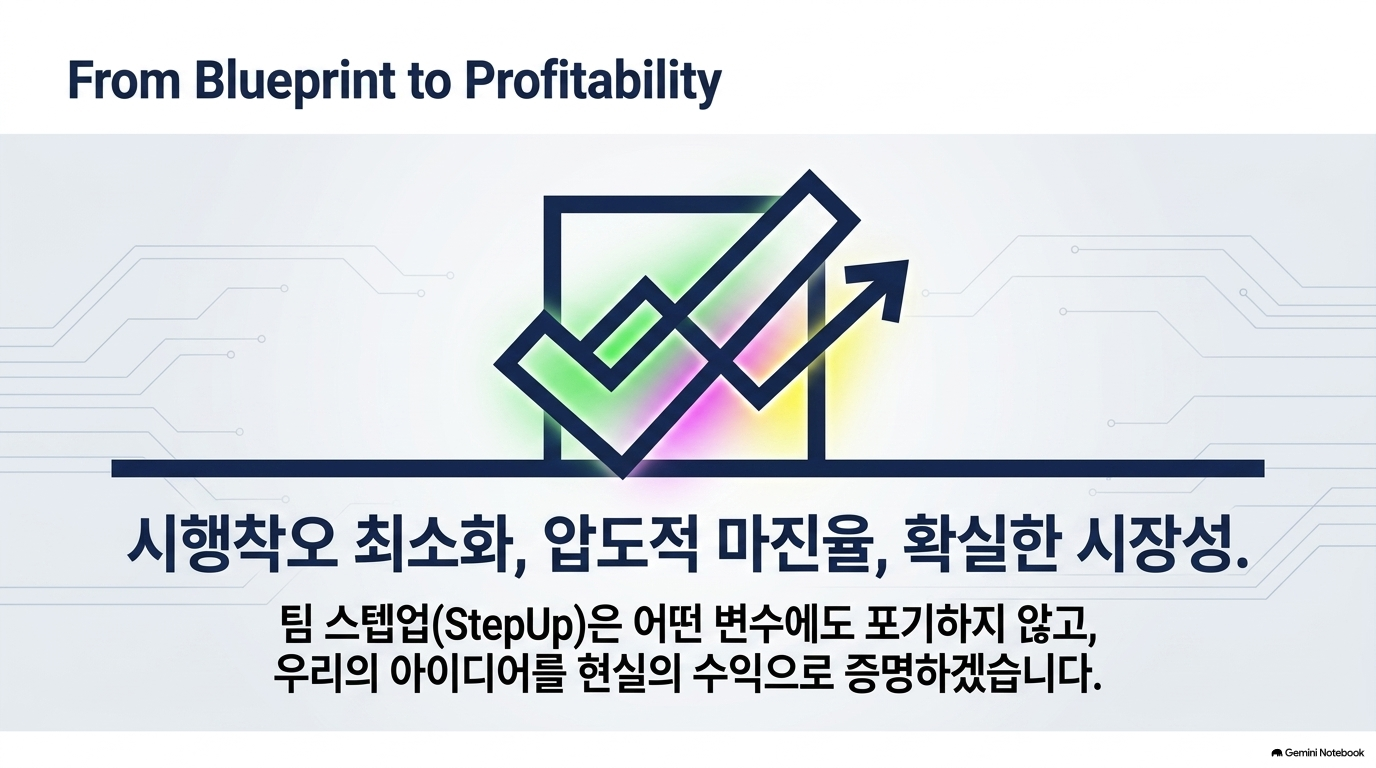 From Blueprint to Profitability
시행착오 최소화, 압도적 마진율, 확실한 시장성.
팀 스텝업(StepUp)은 어떤 변수에도 포기하지 않고,
우리의 아이디어를 현실의 수익으로 증명하겠습니다.
Gemini Notebook